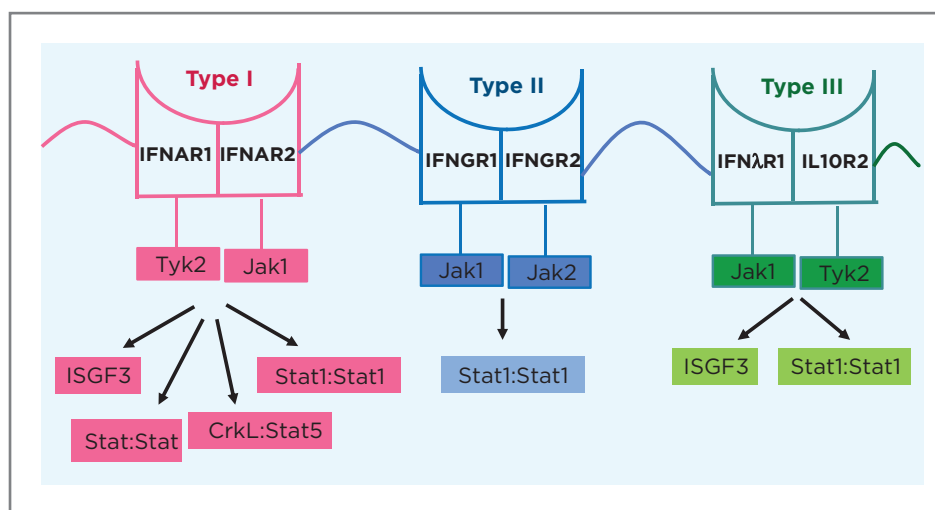 Type I
IFNAR1 IFNAR2
Tyk2 Jak1
ISGF3
Stat1:Stat1
Stat:Stat
CrkL:Stat5
Type II
IFNGR1 IFNGR2
Jak1 Jak2
Stat1:Stat1
Type III
IFNλR1 IL10R2
Jak1 Tyk2
ISGF3
Stat1:Stat1